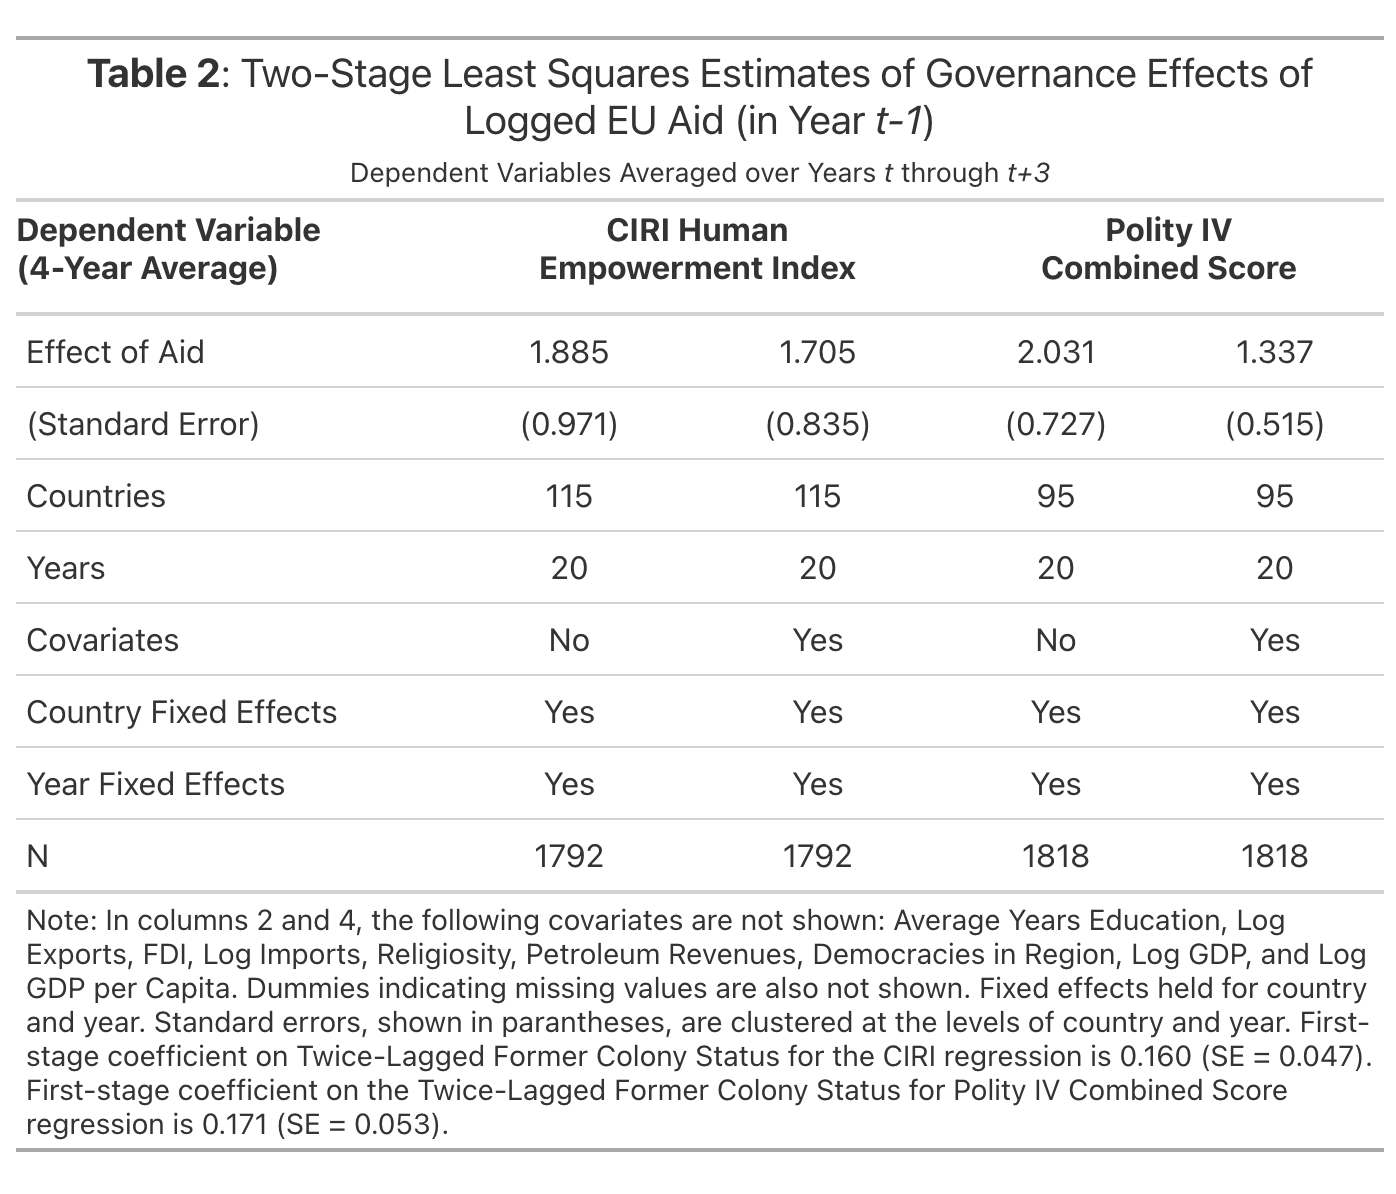 Table 2: Two-Stage Least Squares Estimates of Governance Effects of
Logged EU Aid (in Year t-1)
Dependent Variables Averaged over Years t through t+3
Dependent Variable (4-Year Average) CIRI Human Empowerment Index Polity IV Combined Score
Effect of Aid 1.885 1.705 2.031 1.337
(Standard Error) (0.971) (0.835) (0.727) (0.515)
Countries 115 115 95 95
Years 20 20 20 20
Covariates No Yes No Yes
Country Fixed Effects Yes Yes Yes Yes
Year Fixed Effects Yes Yes Yes Yes
N 1792 1792 1818 1818
Note: In columns 2 and 4, the following covariates are not shown: Average Years Education, Log
Exports, FDI, Log Imports, Religiosity, Petroleum Revenues, Democracies in Region, Log GDP, and Log
GDP per Capita. Dummies indicating missing values are also not shown. Fixed effects held for country
and year. Standard errors, shown in parantheses, are clustered at the levels of country and year. First-
stage coefficient on Twice-Lagged Former Colony Status for the CIRI regression is 0.160 (SE = 0.047).
First-stage coefficient on the Twice-Lagged Former Colony Status for Polity IV Combined Score
regression is 0.171 (SE = 0.053).